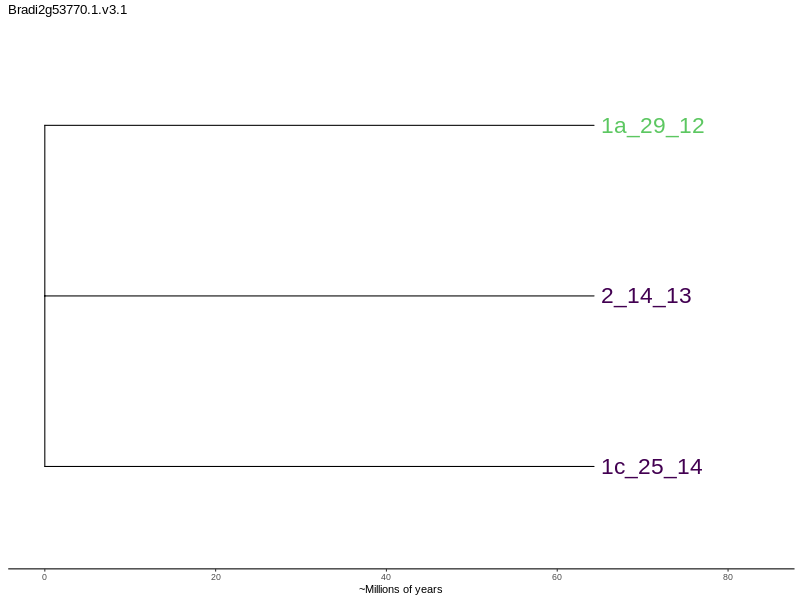 Bradi2g53770.1.v3.1
1a_29_12
2_14_13
1c_25_14
0 20 40 60 80
~Millions of years